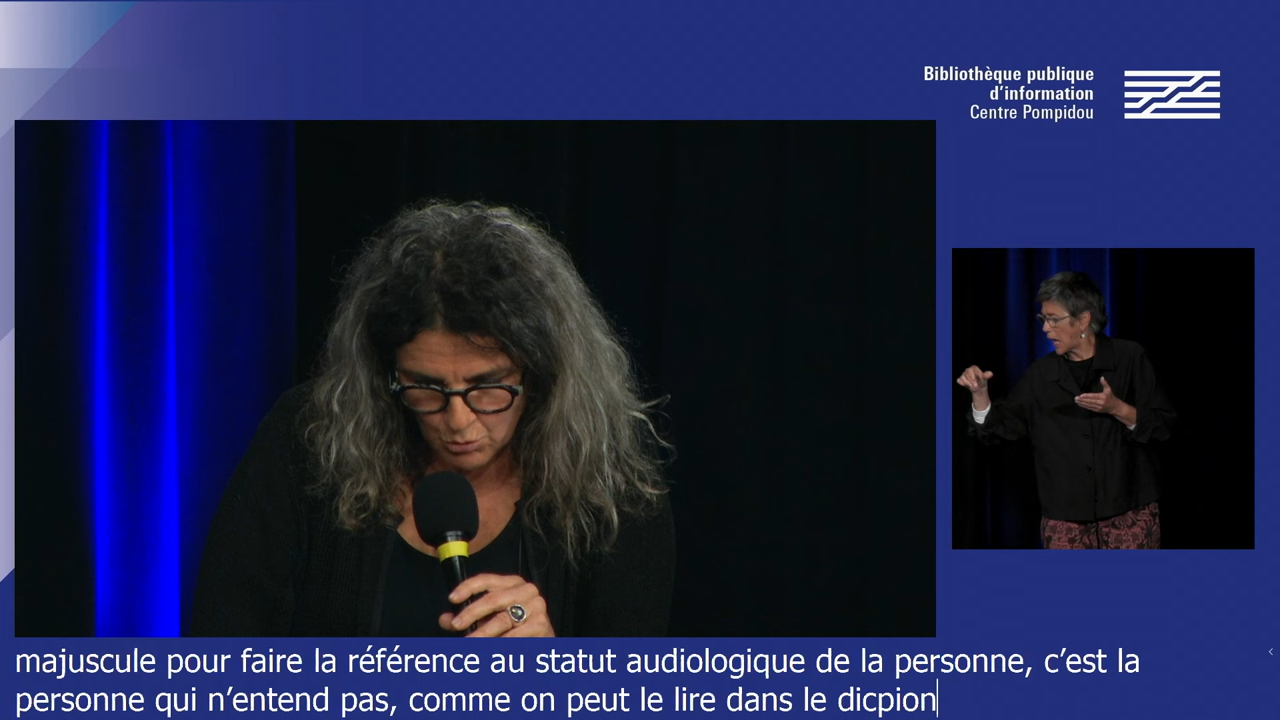 Bibliothèque publique
d'information
Centre Pompidou
majuscule pour faire la référence au statut audiologique de la personne, c'est la
personne qui n'entend pas, comme on peut le lire dans le dicpion